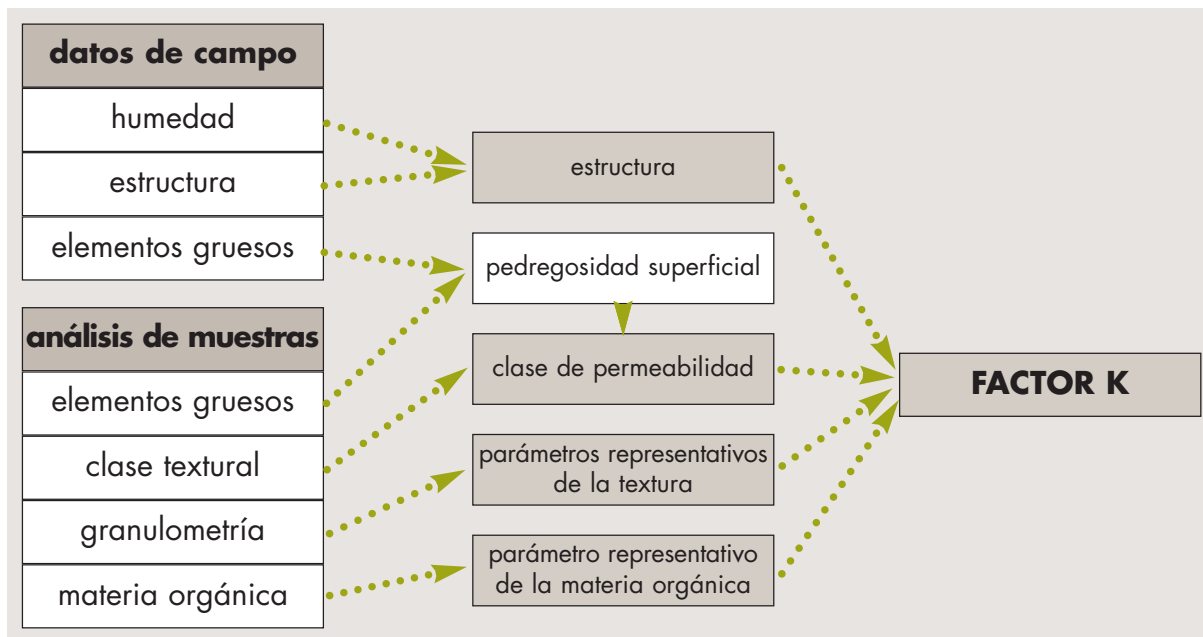 datos de campo
humedad
estructura
elementos gruesos
análisis de muestras
elementos gruesos
clase textural
granulometría
materia orgánica
estructura
pedregosidad superficial
clase de permeabilidad
parámetros representativos
de la textura
parámetro representativo
de la materia orgánica
FACTOR K